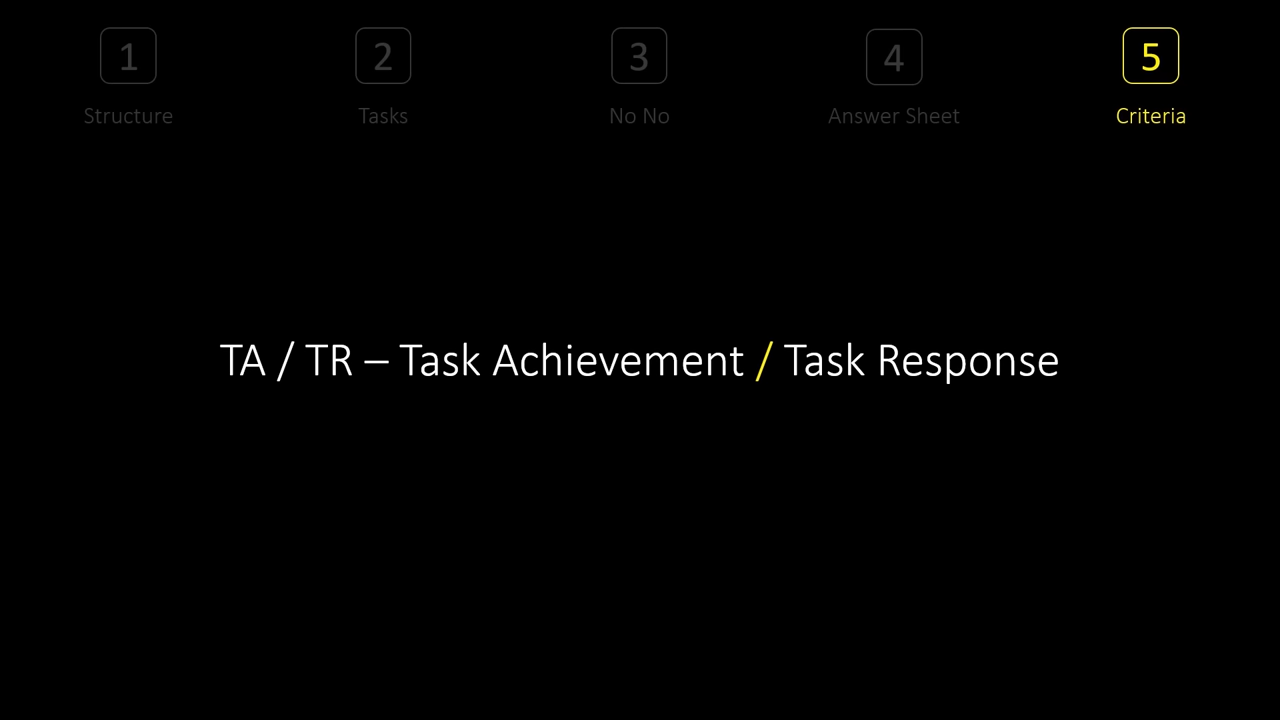 1 2 3 4 5
Structure Tasks No No Answer Sheet Criteria
TA / TR – Task Achievement / Task Response